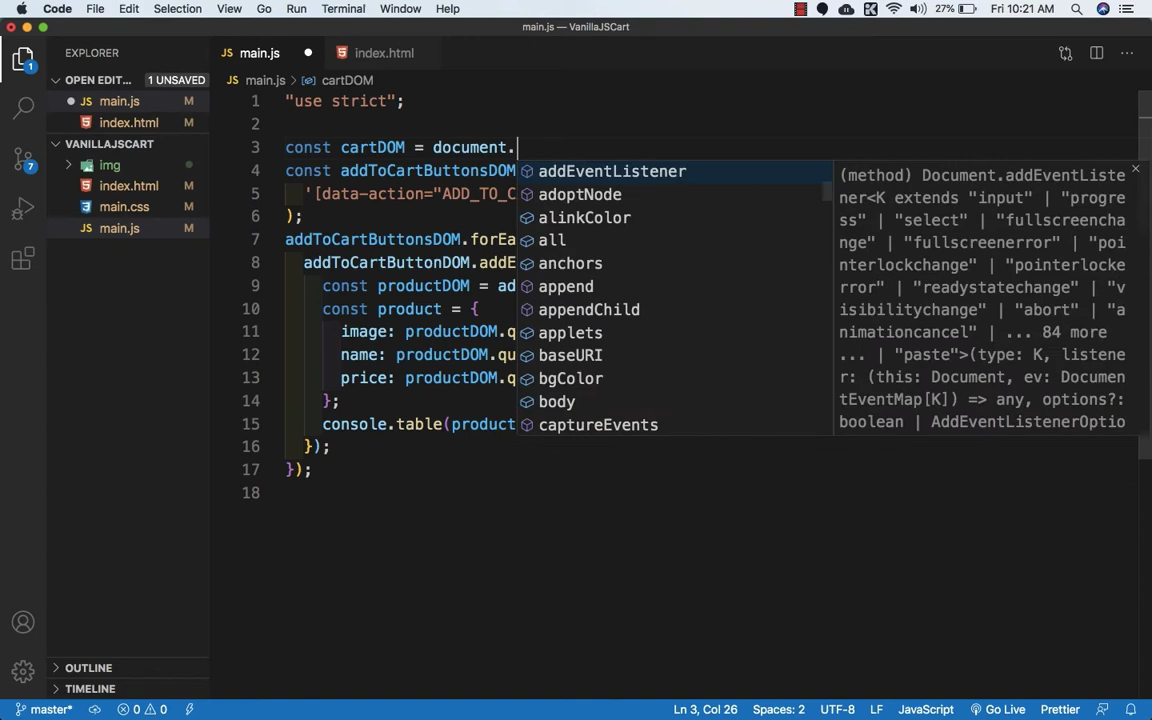 Code File Edit Selection View Go Run Terminal Window Help 27% Fri 10:21 AM
main.js — VanillaJSCart
EXPLORER
JS main.js
index.html
OPEN EDIT... 1 UNSAVED
JS main.js M
index.html M
VANILLAJSCART
img
index.html M
main.css M
JS main.js M
OUTLINE
TIMELINE
1
7
JS main.js > cartDOM
1 "use strict";
2
3 const cartDOM = document.
4 const addToCartButtonsDOM
5 '[data-action="ADD_TO_C
6 );
7 addToCartButtonsDOM.forEa
8 addToCartButtonDOM.addE
9 const productDOM = ad
10 const product = {
11 image: productDOM.q
12 name: productDOM.qu
13 price: productDOM.q
14 };
15 console.table(product
16 });
17 });
18
addEventListener
adoptNode
alinkColor
all
anchors
append
appendChild
applets
baseURI
bgColor
body
captureEvents
(method) Document.addEventListe
ner<K extends "input" | "progre
ss" | "select" | "fullscreencha
nge" | "fullscreenerror" | "poi
nterlockchange" | "pointerlocke
rror" | "readystatechange" | "v
isibilitychange" | "abort" | "a
nimationcancel" | ... 84 more
... | "paste">(type: K, listene
r: (this: Document, ev: Documen
tEventMap[K]) => any, options?:
boolean | AddEventListenerOptio
master* 0 0 Ln 3, Col 26 Spaces: 2 UTF-8 LF JavaScript Go Live Prettier